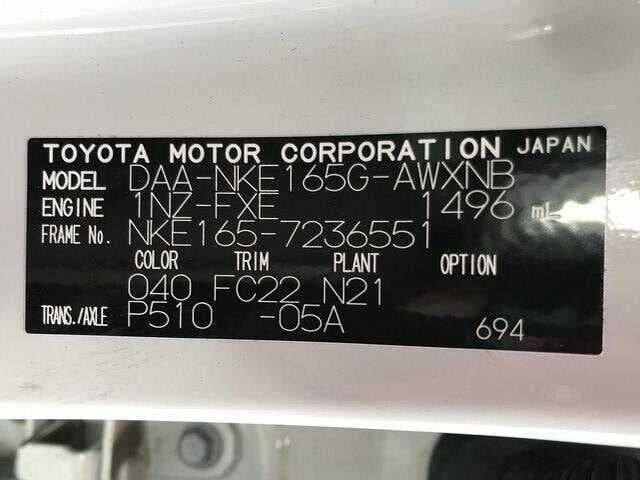 TOYOTA MOTOR CORPORATION JAPAN
MODEL DAA-NKE165G-AWXNB
ENGINE 1NZ-FXE 1496 mL
FRAME No. NKE165-7236551
COLOR TRIM PLANT OPTION
040 FC22 N21
TRANS./AXLE P510 -05A 694